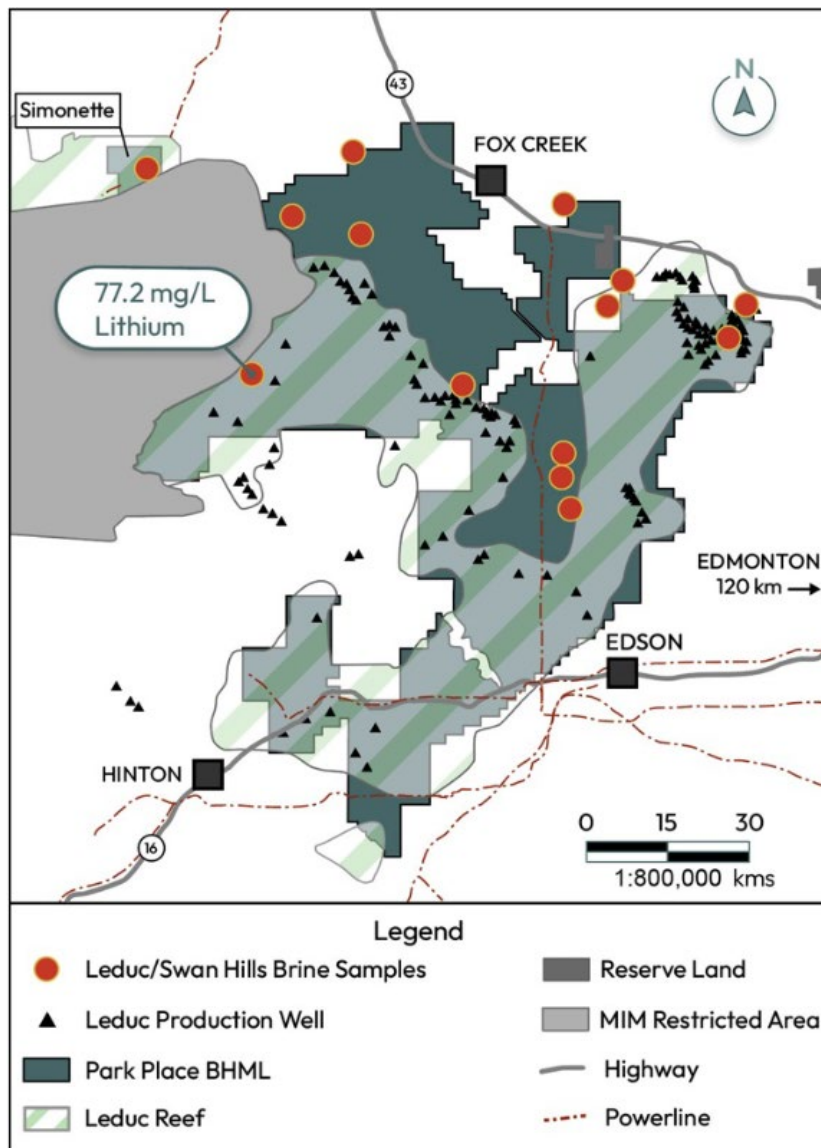 N
43
Simonette
FOX CREEK
77.2 mg/L
Lithium
EDMONTON
120 km
EDSON
HINTON
0 15 30
1:800,000 kms
16
Legend
Leduc/Swan Hills Brine Samples
Reserve Land
Leduc Production Well
MIM Restricted Area
Park Place BHML
Highway
Leduc Reef
Powerline